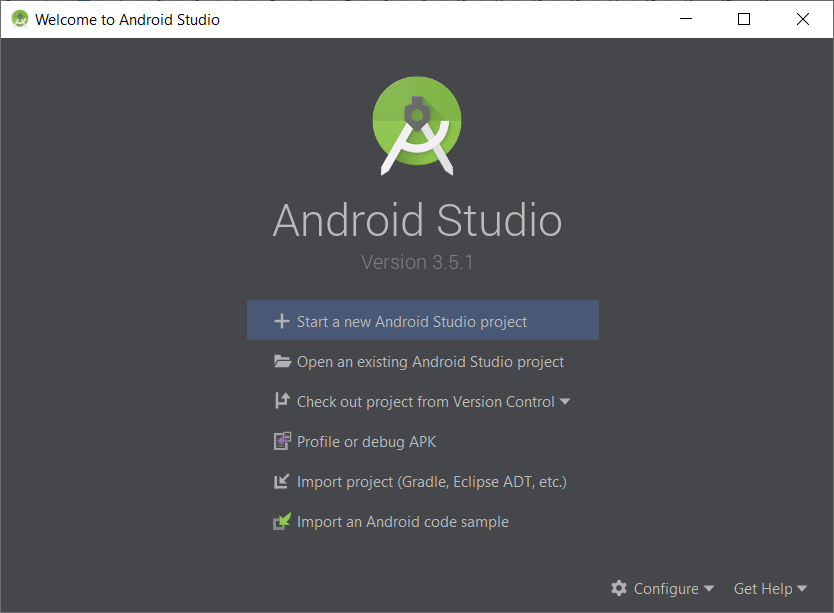 Welcome to Android Studio
Android Studio
Version 3.5.1
Start a new Android Studio project
Open an existing Android Studio project
Check out project from Version Control
Profile or debug APK
Import project (Gradle, Eclipse ADT, etc.)
Import an Android code sample
Configure Get Help